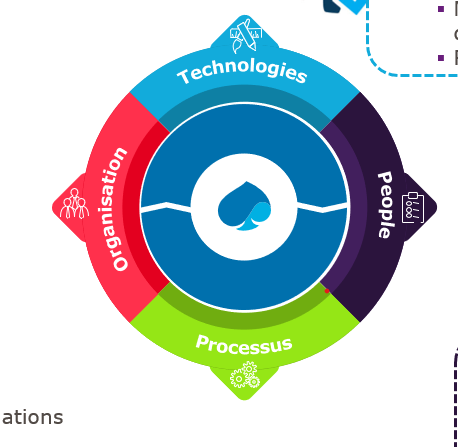 Technologies
Organisation
People
Processus
ations